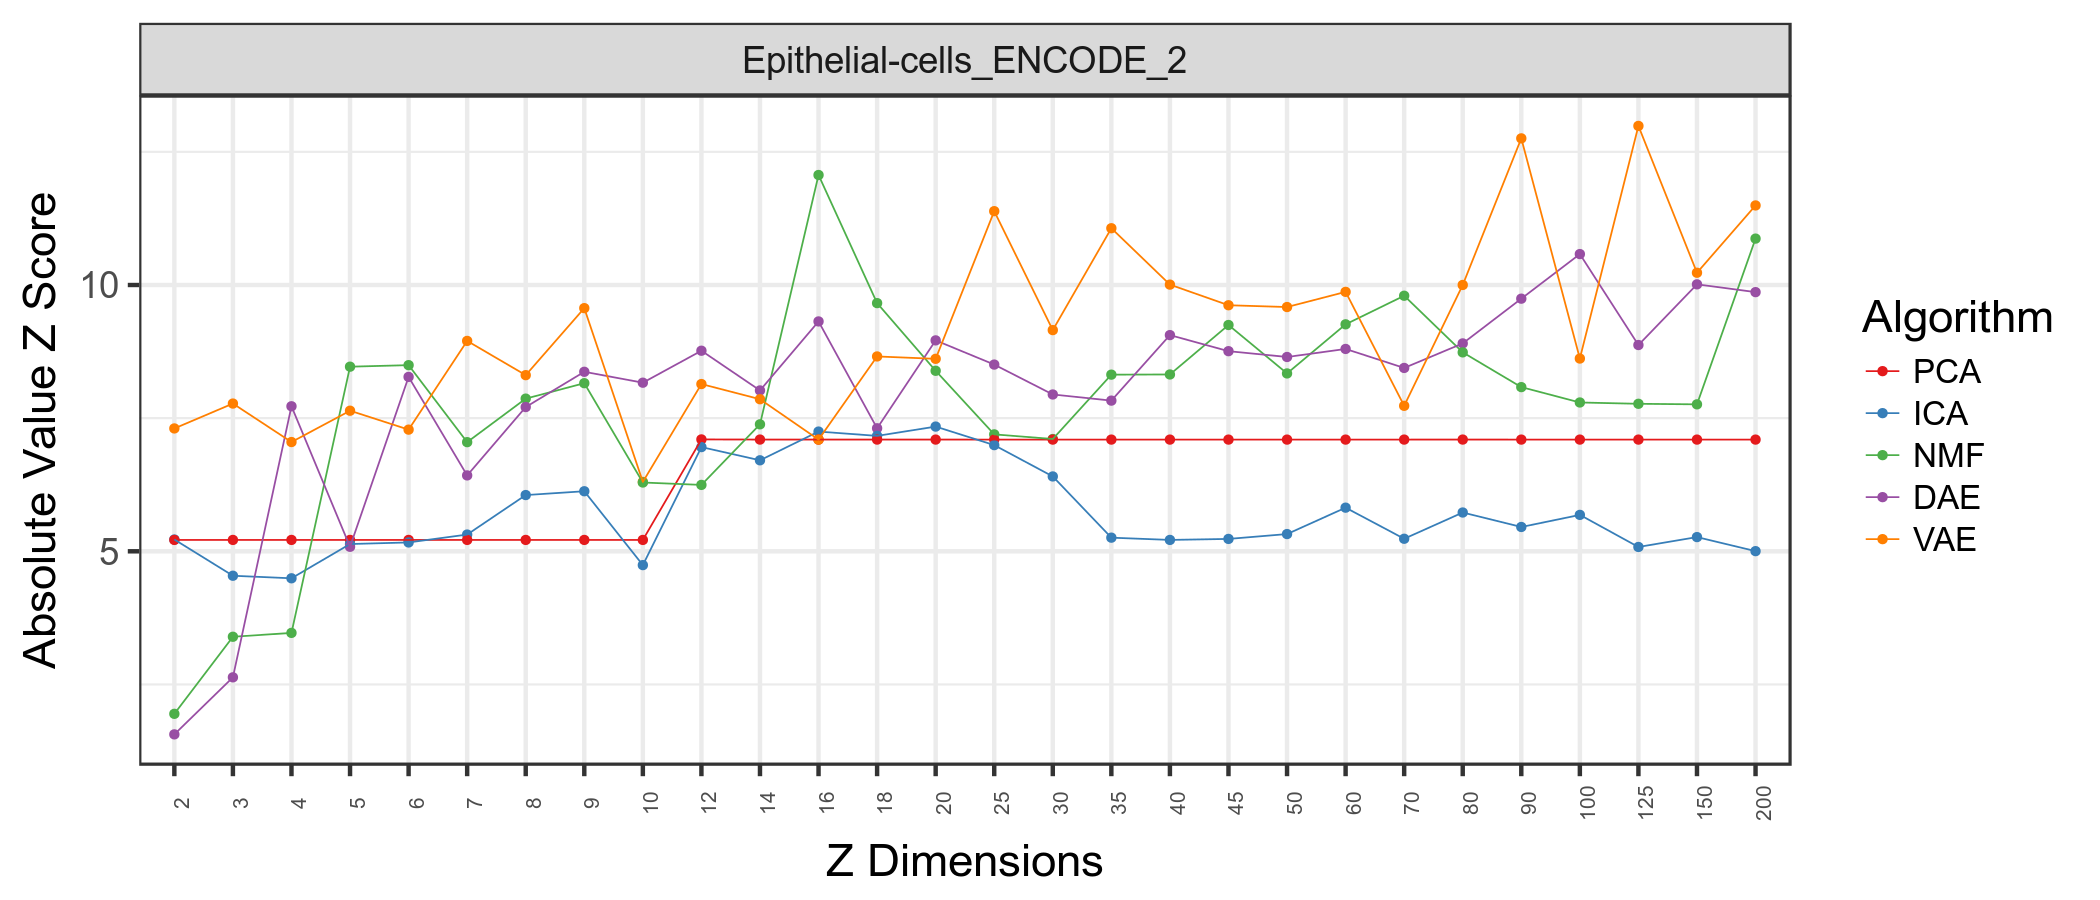 Epithelial-cells_ENCODE_2
Absolute Value Z Score
10
5
2 3 4 5 6 7 8 9 10 12 14 16 18 20 25 30 35 40 45 50 60 70 80 90 100 125 150 200
Z Dimensions
Algorithm
PCA
ICA
NMF
DAE
VAE